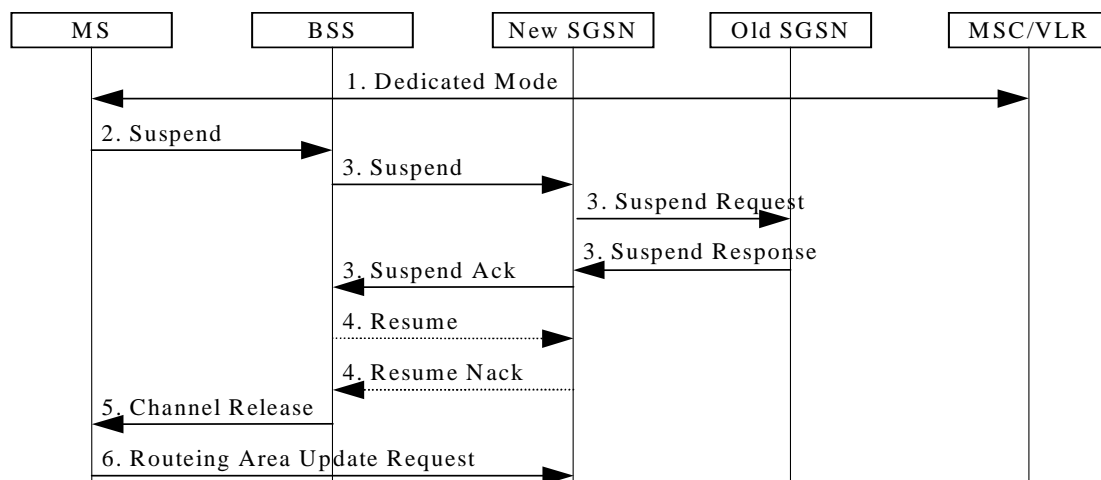 MS BSS New SGSN Old SGSN MSC/VLR
1. Dedicated Mode
2. Suspend
3. Suspend
3. Suspend Request
3. Suspend Response
3. Suspend Ack
4. Resume
4. Resume Nack
5. Channel Release
6. Routeing Area Update Request